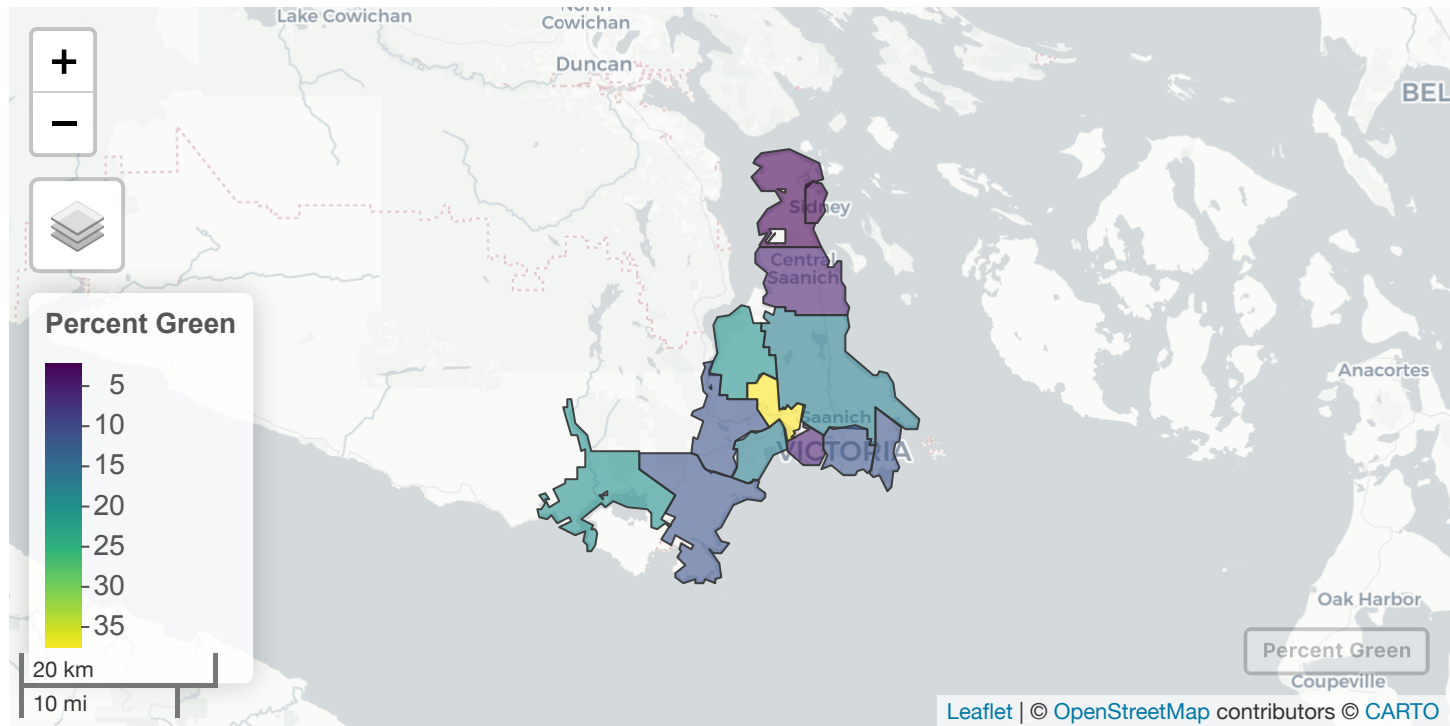 Lake Cowichan
North
Cowichan
Duncan
+
−
BEL
Sidney
Central
Saanich
Percent Green
5
10
15
20
25
30
35
Anacortes
Saanich
VICTORIA
Oak Harbor
Percent Green
20 km
10 mi
Coupeville
Leaflet | © OpenStreetMap contributors © CARTO